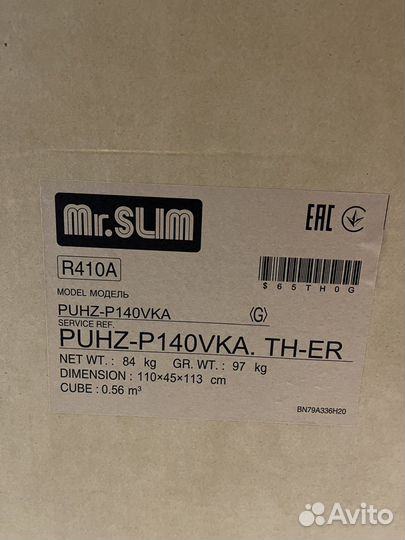 Mr.SLIM
EAC
R410A
$65TH0G
MODEL МОДЕЛЬ
PUHZ-P140VKA ⟨G⟩
SERVICE REF.
PUHZ-P140VKA. TH-ER
NET WT. : 84 kg GR. WT. : 97 kg
DIMENSION : 110×45×113 cm
CUBE : 0.56 m³
BN79A336H20
Avito